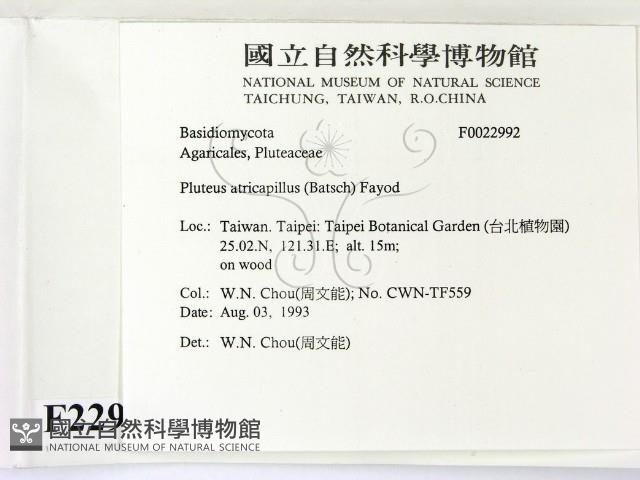 國立自然科學博物館
NATIONAL MUSEUM OF NATURAL SCIENCE
TAICHUNG, TAIWAN, R.O.CHINA
Basidiomycota F0022992
Agaricales, Pluteaceae
Pluteus atricapillus (Batsch) Fayod
Loc.: Taiwan. Taipei: Taipei Botanical Garden (台北植物園)
25.02.N, 121.31.E; alt. 15m;
on wood
Col.: W.N. Chou(周文能); No. CWN-TF559
Date: Aug. 03, 1993
Det.: W.N. Chou(周文能)
F229
國立自然科學博物館
NATIONAL MUSEUM OF NATURAL SCIENCE